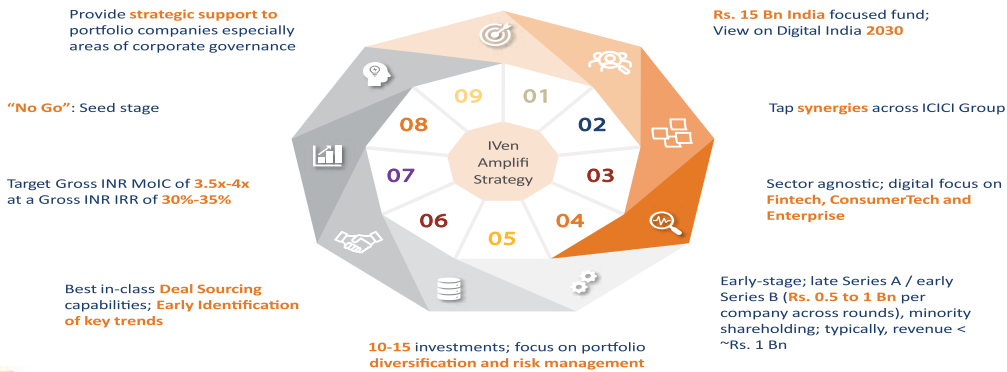 Provide strategic support to
portfolio companies especially
areas of corporate governance
Rs. 15 Bn India focused fund;
View on Digital India 2030
“No Go”: Seed stage
Tap synergies across ICICI Group
Target Gross INR MoIC of 3.5x-4x
at a Gross INR IRR of 30%-35%
Sector agnostic; digital focus on
Fintech, ConsumerTech and
Enterprise
Best in-class Deal Sourcing
capabilities; Early Identification
of key trends
Early-stage; late Series A / early
Series B (Rs. 0.5 to 1 Bn per
company across rounds), minority
shareholding; typically, revenue <
~Rs. 1 Bn
10-15 investments; focus on portfolio
diversification and risk management
IVen
Amplifi
Strategy
01
02
03
04
05
06
07
08
09